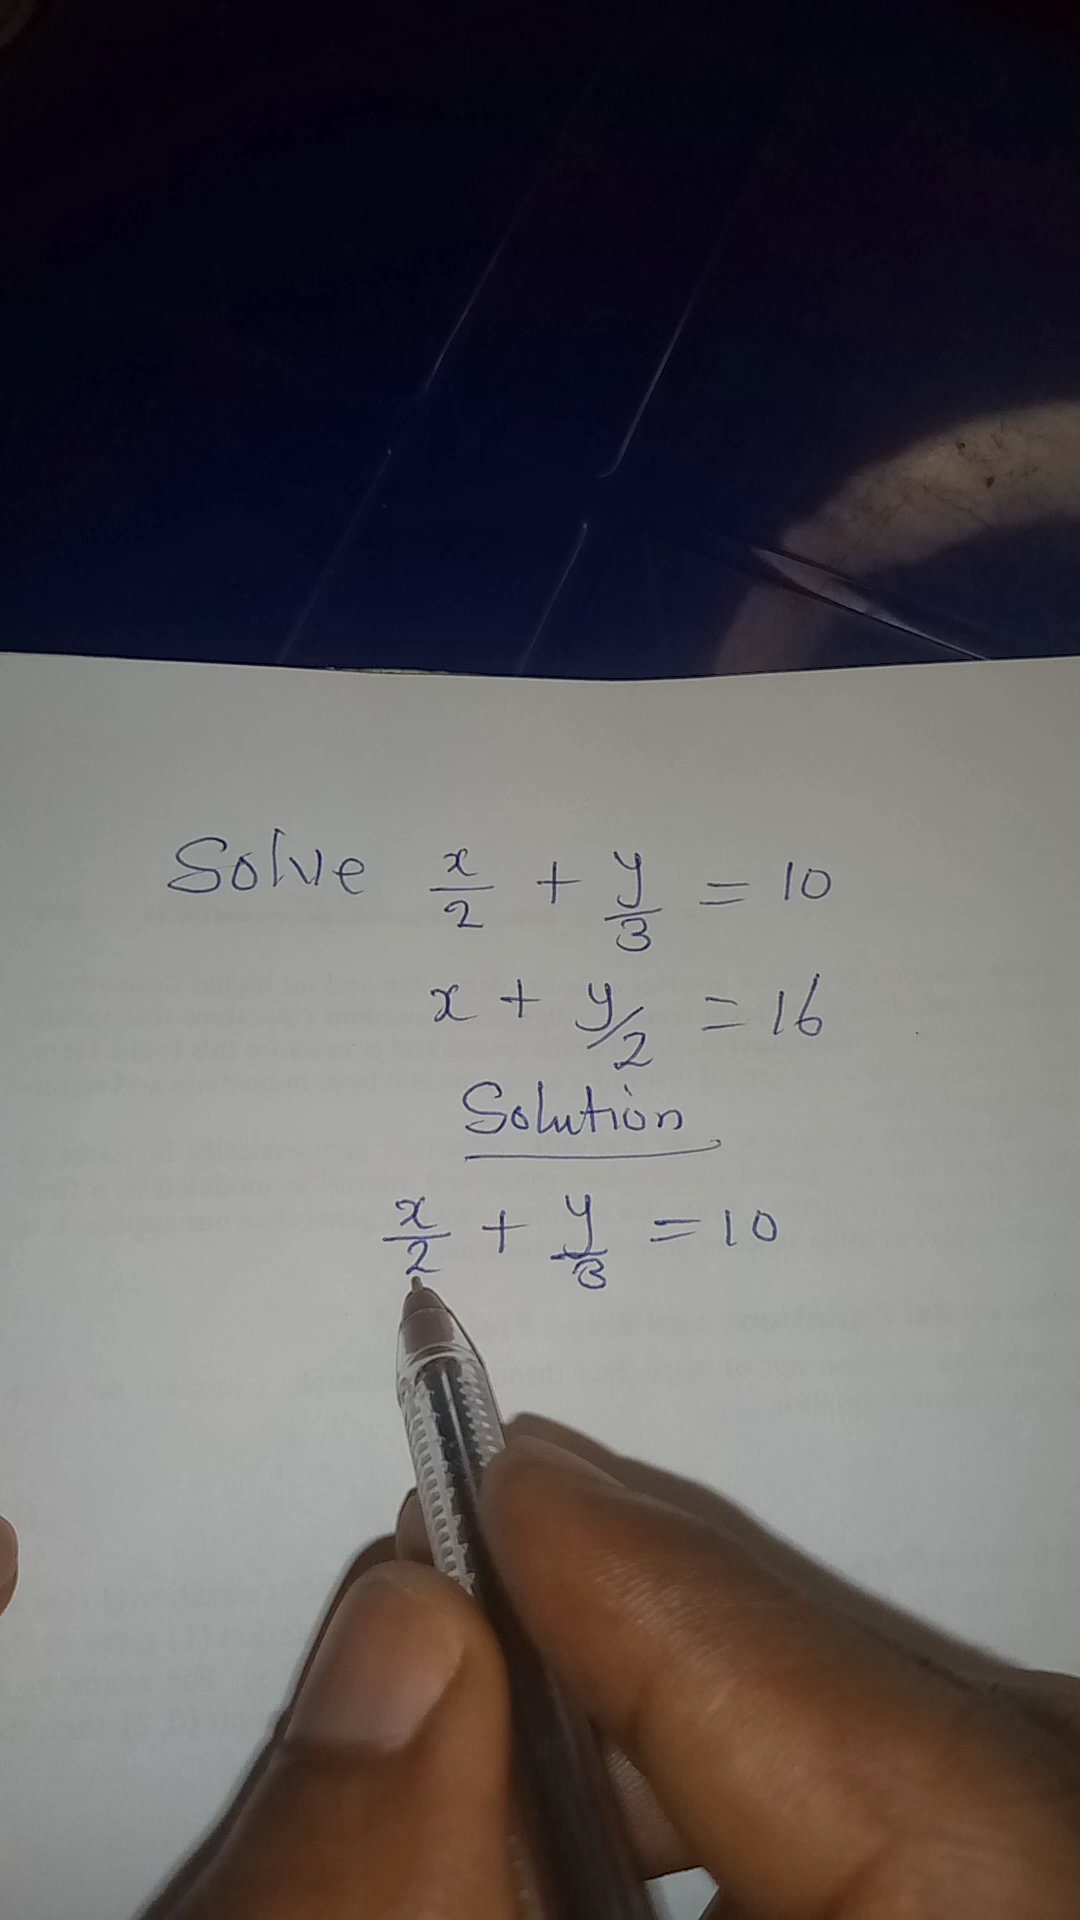 Solve x/2 + y/3 = 10
x + y/2 = 16
Solution
x/2 + y/3 = 10